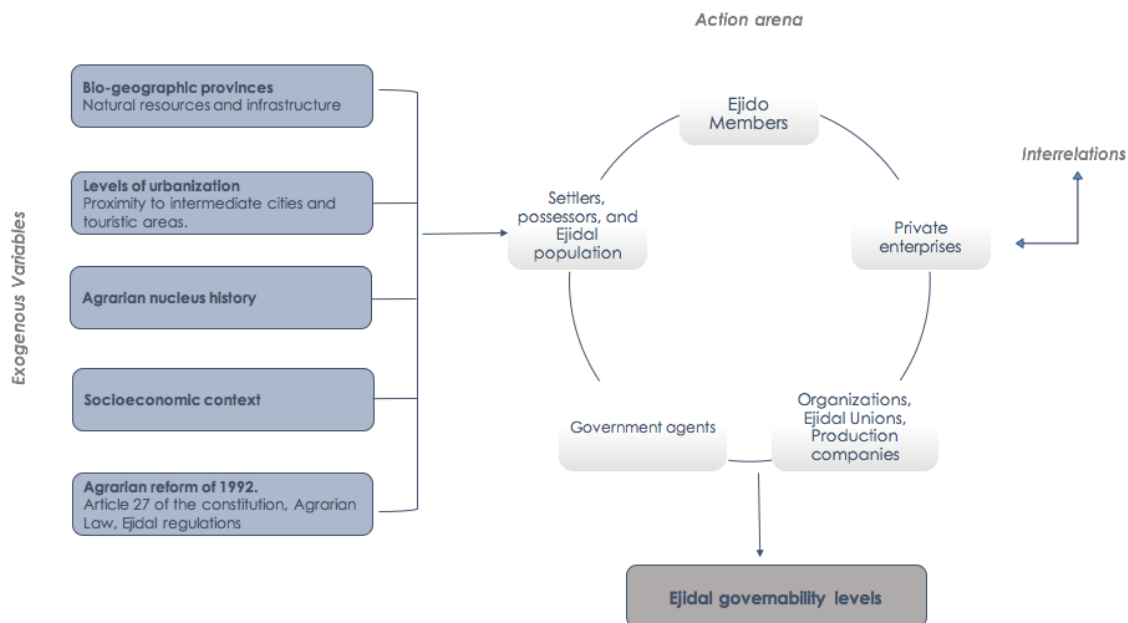 Action arena
Exogenous Variables
Bio-geographic provinces
Natural resources and infrastructure
Levels of urbanization
Proximity to intermediate cities and
touristic areas.
Agrarian nucleus history
Socioeconomic context
Agrarian reform of 1992.
Article 27 of the constitution, Agrarian
Law, Ejidal regulations
Ejido
Members
Interrelations
Settlers,
possessors, and
Ejidal
population
Private
enterprises
Government agents
Organizations,
Ejidal Unions,
Production
companies
Ejidal governability levels